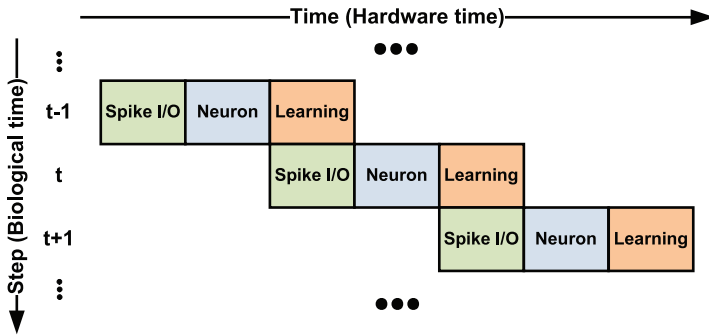 Time (Hardware time)
Step (Biological time)
t-1
Spike I/O Neuron Learning
t
Spike I/O Neuron Learning
t+1
Spike I/O Neuron Learning